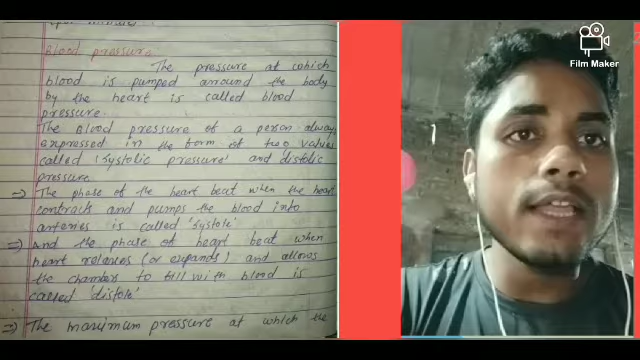 Blood pressure
The pressure at which
blood is pumped arround the body
by the heart is called blood
pressure.
The Blood pressure of a person alway
expressed in the form of two values
called 'Systolic pressure' and distolic
pressure.
⇒ The phase of the heart beat when the heart
contracts and pumps the blood into
arteries is called 'systote'
⇒ And the phase of heart beat when
heart relaxes (or expands) and allows
the chambers to fill with blood is
called 'distote'
⇒ The maximum pressure at which the
Film Maker